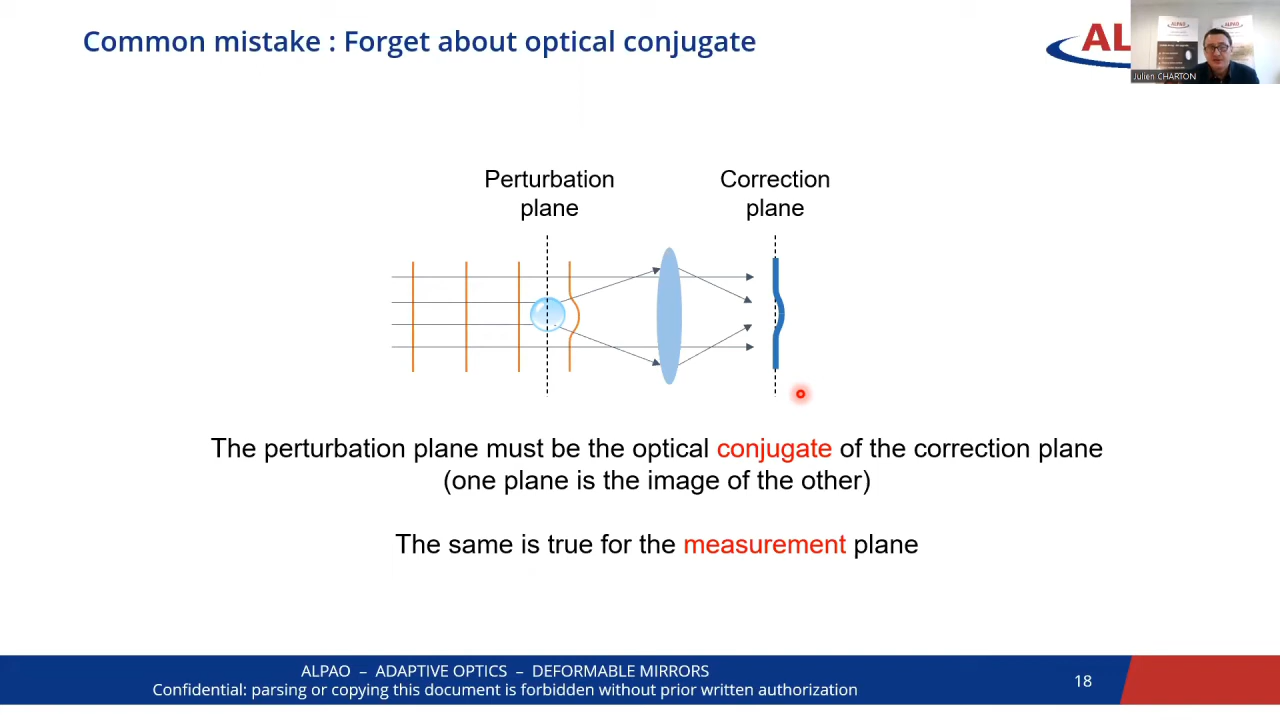 Common mistake : Forget about optical conjugate
AL
Julien CHARTON
Perturbation
plane
Correction
plane
The perturbation plane must be the optical conjugate of the correction plane
(one plane is the image of the other)
The same is true for the measurement plane
ALPAO – ADAPTIVE OPTICS – DEFORMABLE MIRRORS
Confidential: parsing or copying this document is forbidden without prior written authorization
18